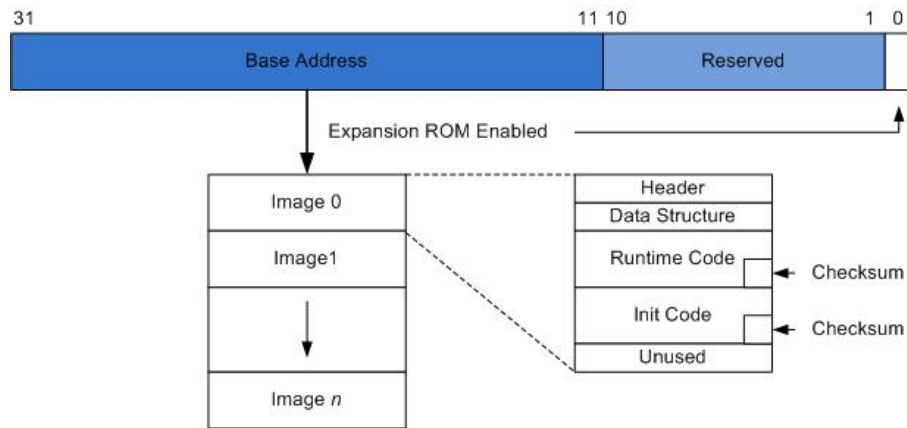 31 11 10 1 0
Base Address Reserved
Expansion ROM Enabled
Image 0
Image1
Image n
Header
Data Structure
Runtime Code
Checksum
Init Code
Checksum
Unused